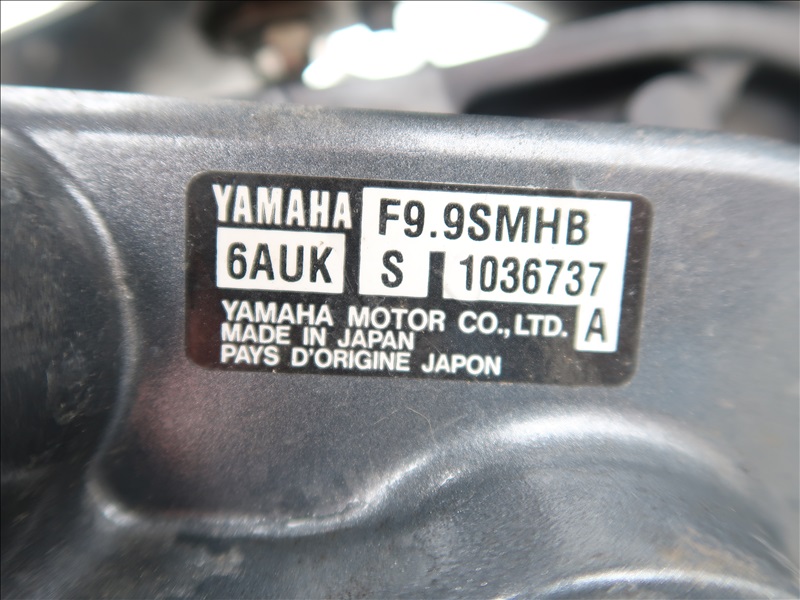 YAMAHA F9.9SMHB
6AUK S 1036737
YAMAHA MOTOR CO.,LTD. A
MADE IN JAPAN
PAYS D'ORIGINE JAPON